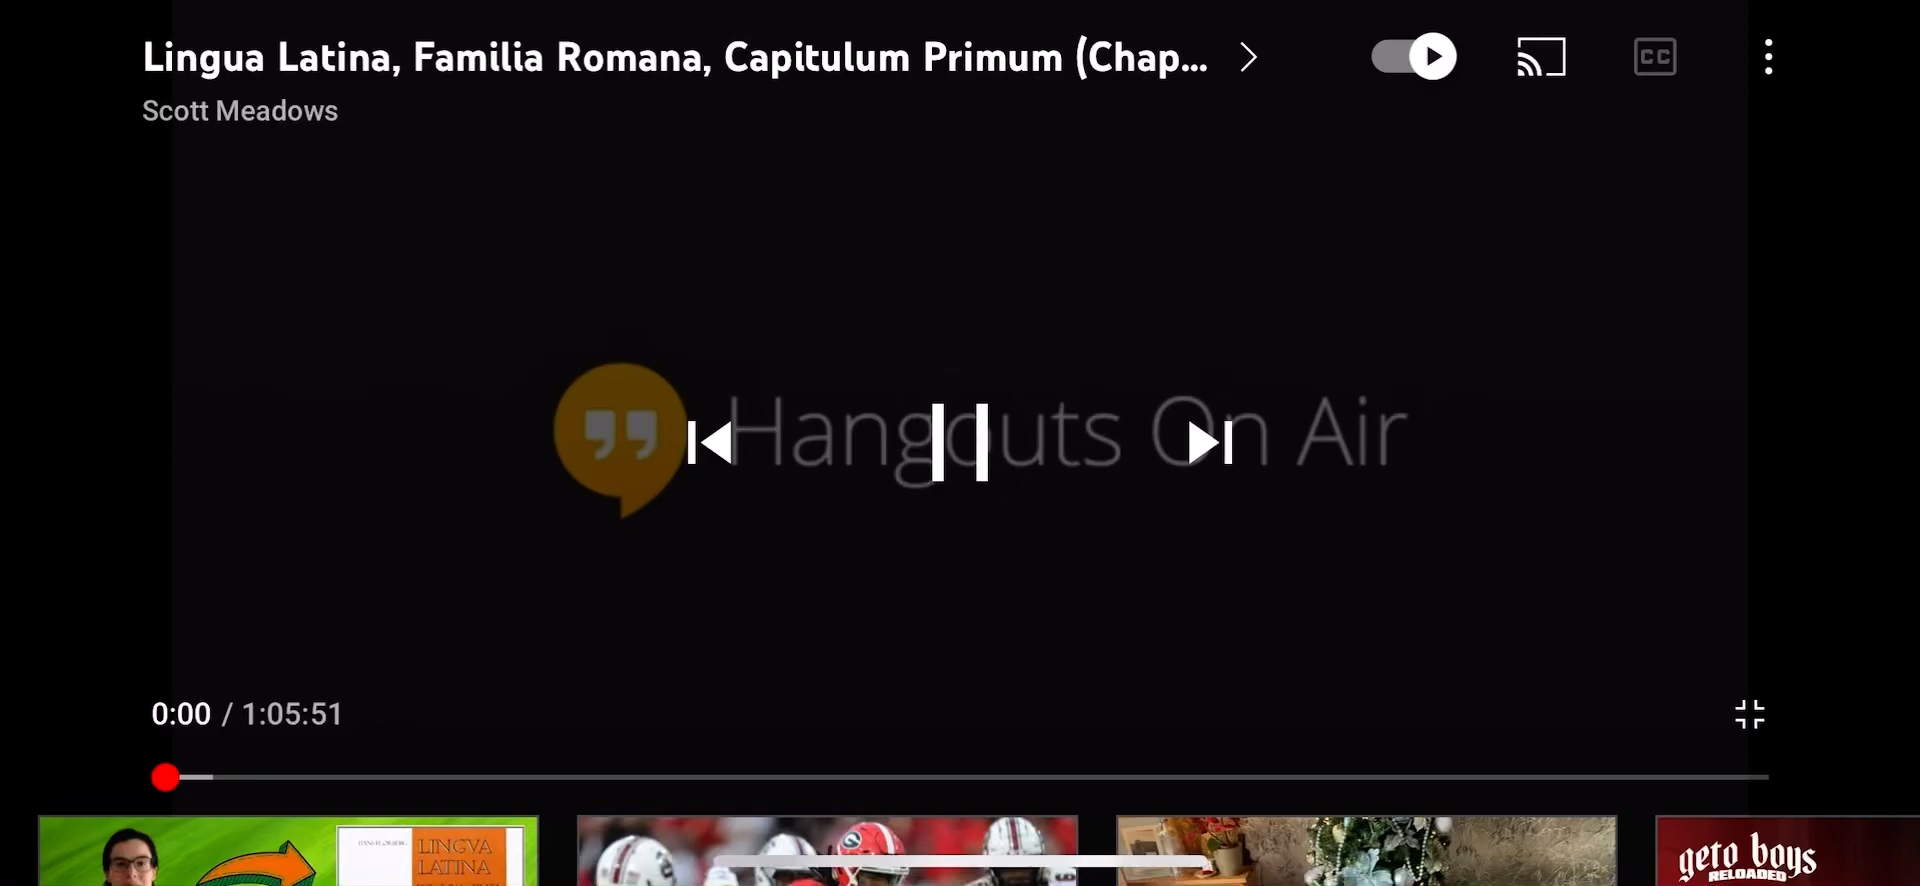 Lingua Latina, Familia Romana, Capitulum Primum (Chap...
Scott Meadows
CC
Hangouts On Air
0:00 / 1:05:51
LINGVA
LATINA
geto boys
RELOADED